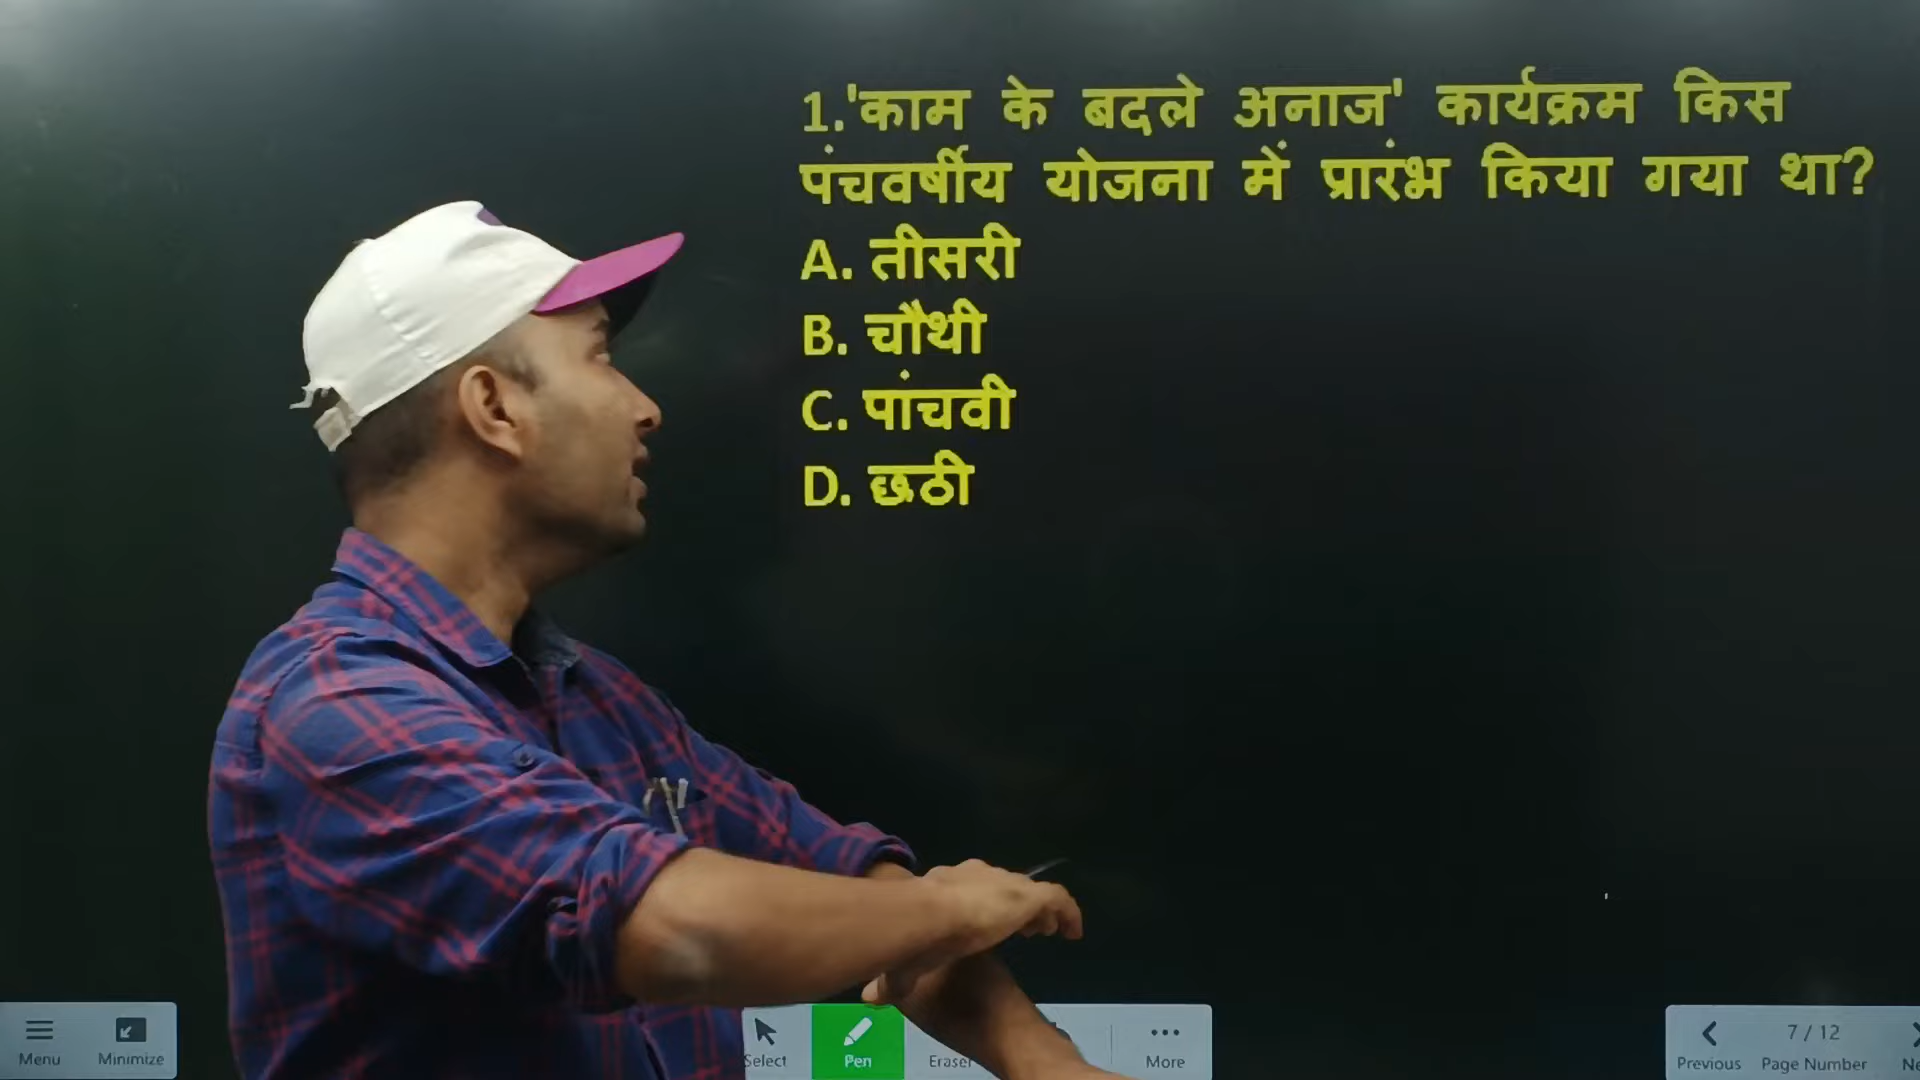 1.'काम के बदले अनाज' कार्यक्रम किस
पंचवर्षीय योजना में प्रारंभ किया गया था?
A. तीसरी
B. चौथी
C. पांचवी
D. छठी
Menu
Minimize
Select
Pen
Eraser
More
7 / 12
Previous
Page Number